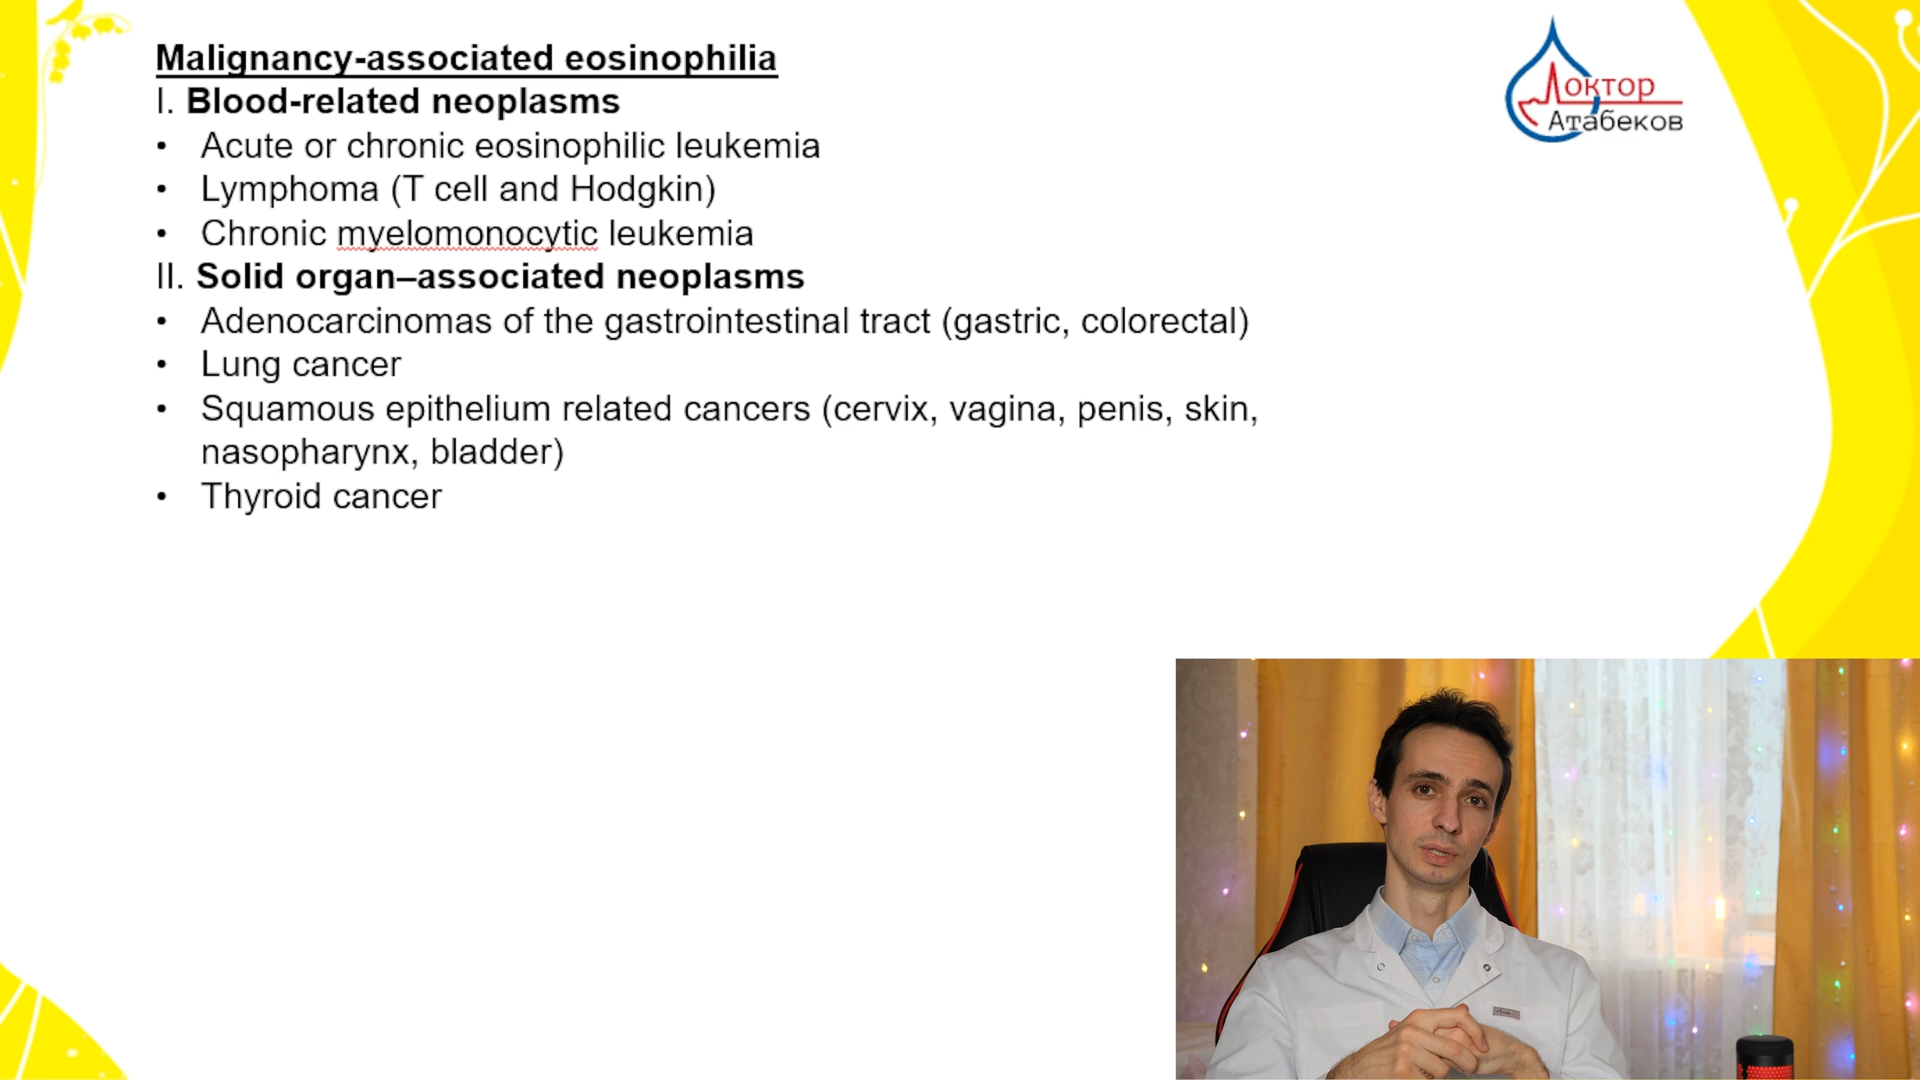 Malignancy-associated eosinophilia
I. Blood-related neoplasms
• Acute or chronic eosinophilic leukemia
• Lymphoma (T cell and Hodgkin)
• Chronic myelomonocytic leukemia
II. Solid organ–associated neoplasms
• Adenocarcinomas of the gastrointestinal tract (gastric, colorectal)
• Lung cancer
• Squamous epithelium related cancers (cervix, vagina, penis, skin,
nasopharynx, bladder)
• Thyroid cancer
Доктор
Атабеков